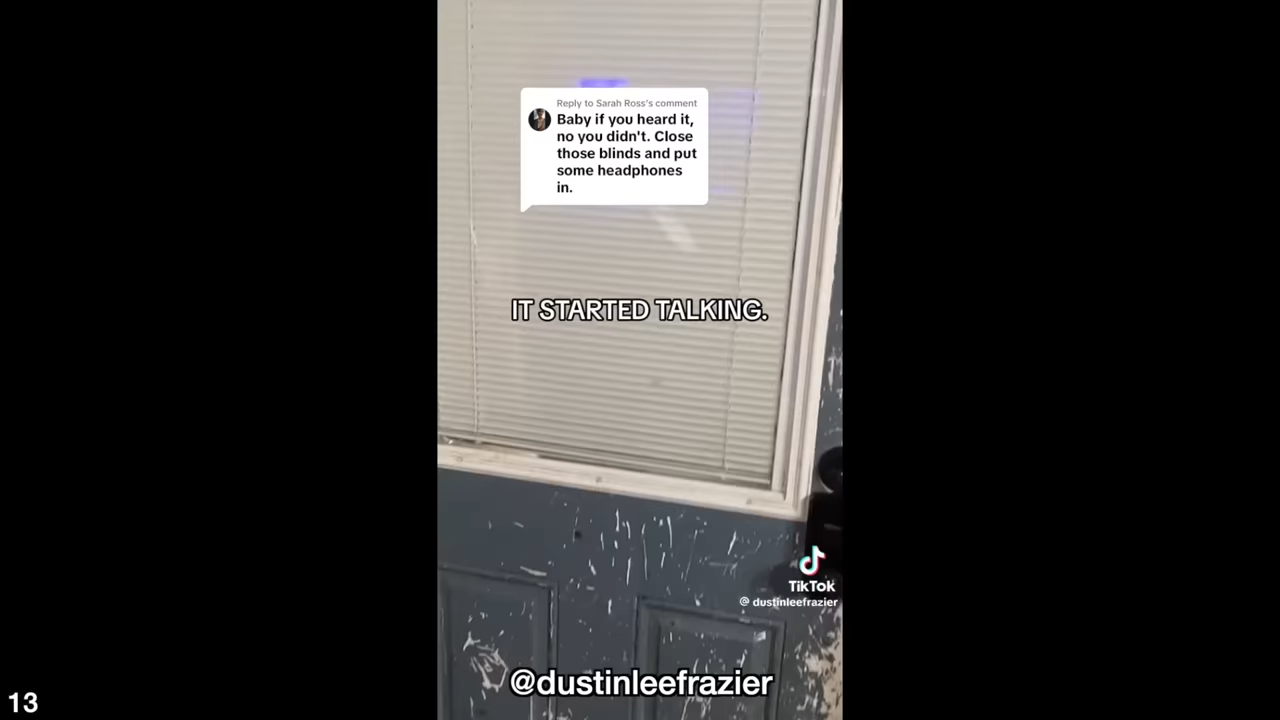 Reply to Sarah Ross's comment
Baby if you heard it,
no you didn't. Close
those blinds and put
some headphones
in.
IT STARTED TALKING.
TikTok
@ dustinleefrazier
@dustinleefrazier
13